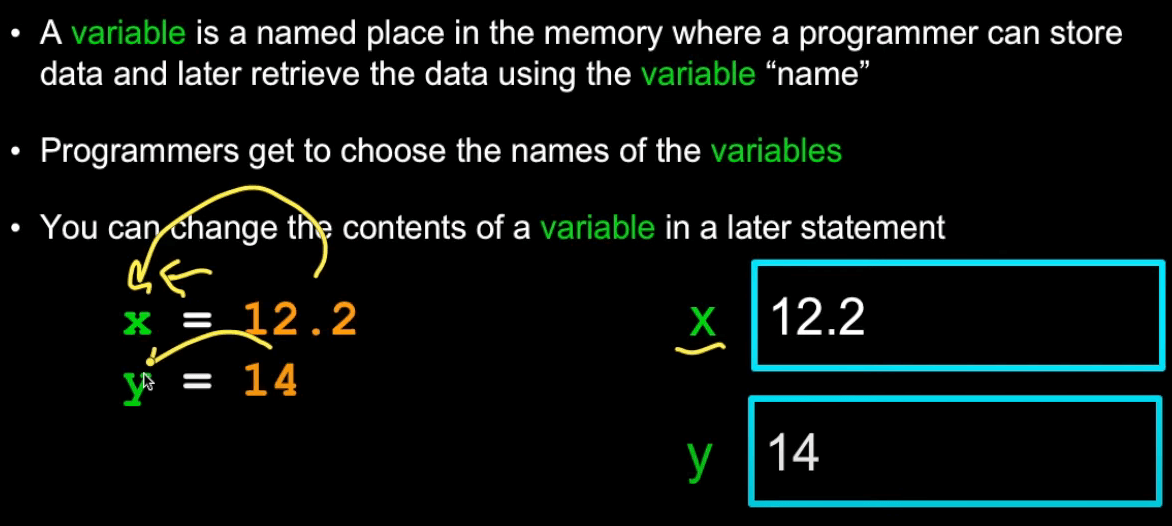 • A variable is a named place in the memory where a programmer can store
data and later retrieve the data using the variable “name”
• Programmers get to choose the names of the variables
• You can change the contents of a variable in a later statement
x = 12.2
y = 14
x 12.2
y 14